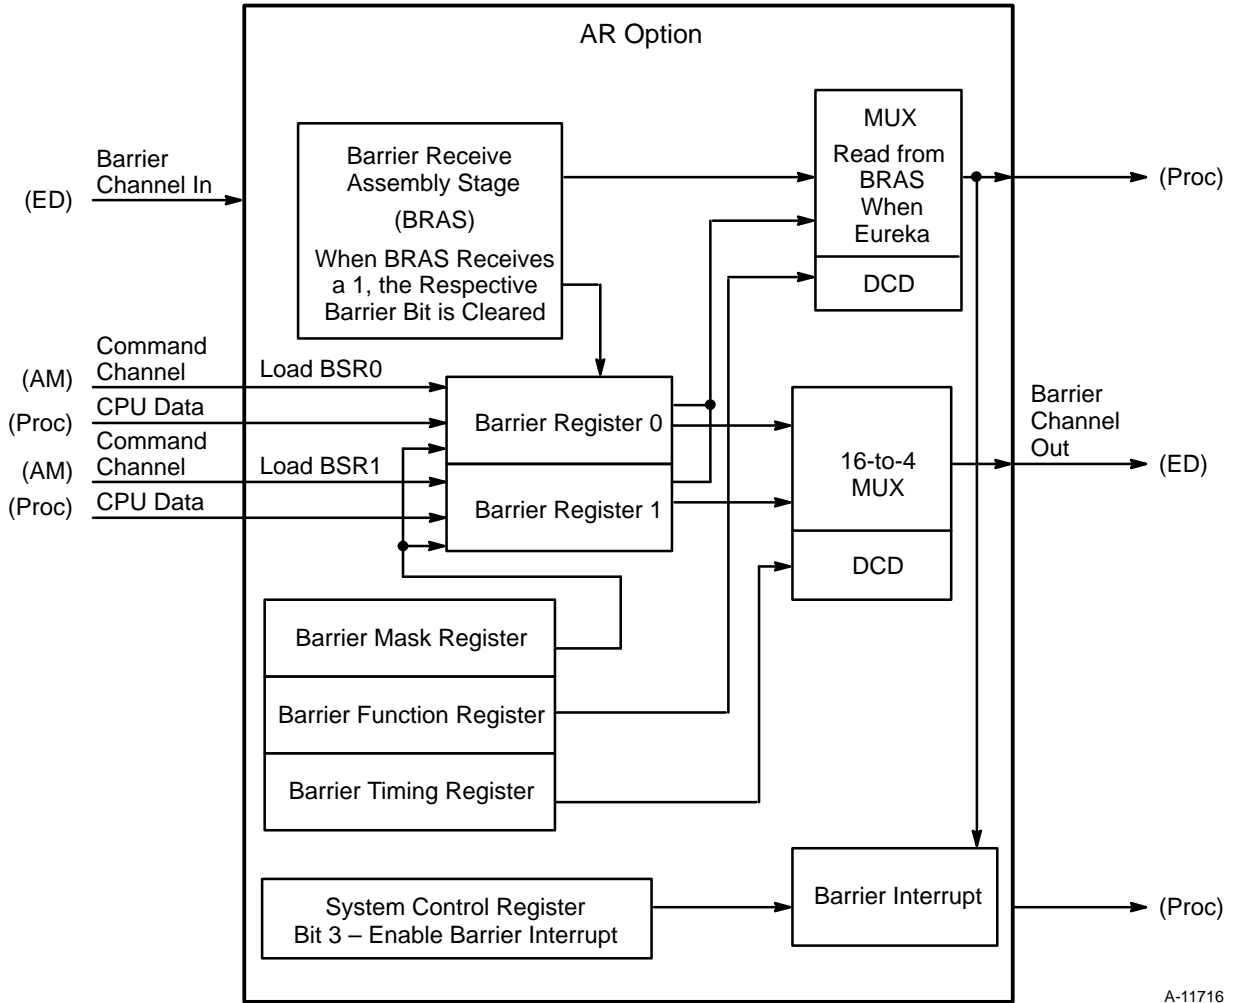 AR Option
MUX
Read from
BRAS
When
Eureka
DCD
Barrier Receive
Assembly Stage
(BRAS)
When BRAS Receives
a 1, the Respective
Barrier Bit is Cleared
Barrier
Channel In
(ED)
(Proc)
Command
Channel
(AM)
Load BSR0
CPU Data
(Proc)
Command
Channel
(AM)
Load BSR1
CPU Data
(Proc)
Barrier Register 0
Barrier Register 1
16-to-4
MUX
DCD
Barrier
Channel
Out
(ED)
Barrier Mask Register
Barrier Function Register
Barrier Timing Register
System Control Register
Bit 3 – Enable Barrier Interrupt
Barrier Interrupt
(Proc)
A-11716